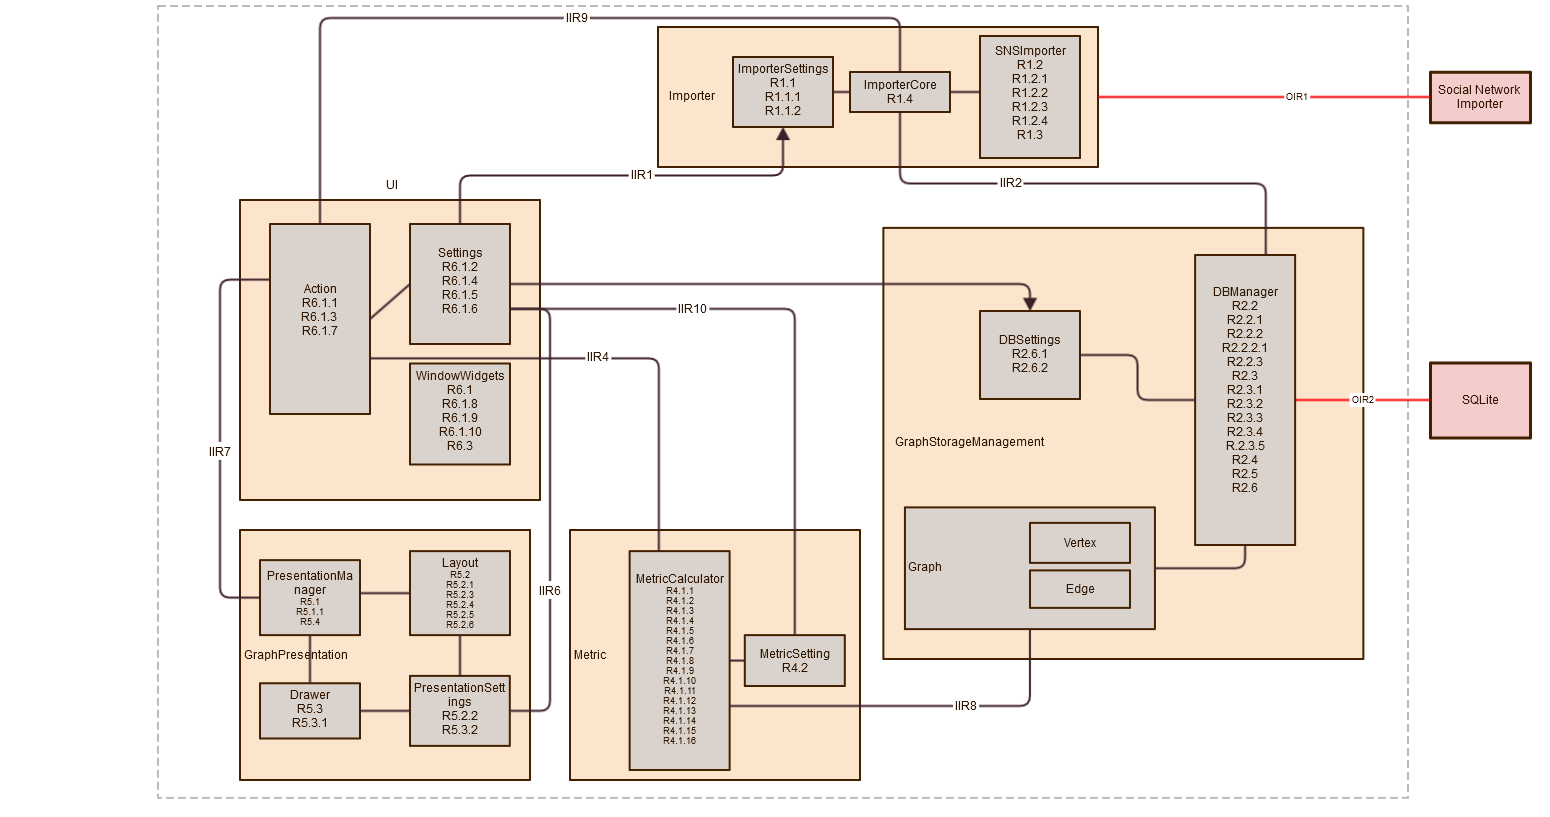 IIR9
Importer
ImporterSettings
R1.1
R1.1.1
R1.1.2
ImporterCore
R1.4
SNSImporter
R1.2
R1.2.1
R1.2.2
R1.2.3
R1.2.4
R1.3
OIR1
Social Network
Importer
IIR1
IIR2
UI
Action
R6.1.1
R6.1.3
R6.1.7
Settings
R6.1.2
R6.1.4
R6.1.5
R6.1.6
WindowWidgets
R6.1
R6.1.8
R6.1.9
R6.1.10
R6.3
IIR10
IIR4
IIR7
DBSettings
R2.6.1
R2.6.2
GraphStorageManagement
DBManager
R2.2
R2.2.1
R2.2.2
R2.2.2.1
R2.2.3
R2.3
R2.3.1
R2.3.2
R2.3.3
R2.3.4
R.2.3.5
R2.4
R2.5
R2.6
OIR2
SQLite
Graph
Vertex
Edge
PresentationMa
nager
R5.1
R5.1.1
R5.4
Layout
R5.2
R5.2.1
R5.2.3
R5.2.4
R5.2.5
R5.2.6
GraphPresentation
Drawer
R5.3
R5.3.1
PresentationSett
ings
R5.2.2
R5.3.2
IIR6
Metric
MetricCalculator
R4.1.1
R4.1.2
R4.1.3
R4.1.4
R4.1.5
R4.1.6
R4.1.7
R4.1.8
R4.1.9
R4.1.10
R4.1.11
R4.1.12
R4.1.13
R4.1.14
R4.1.15
R4.1.16
MetricSetting
R4.2
IIR8